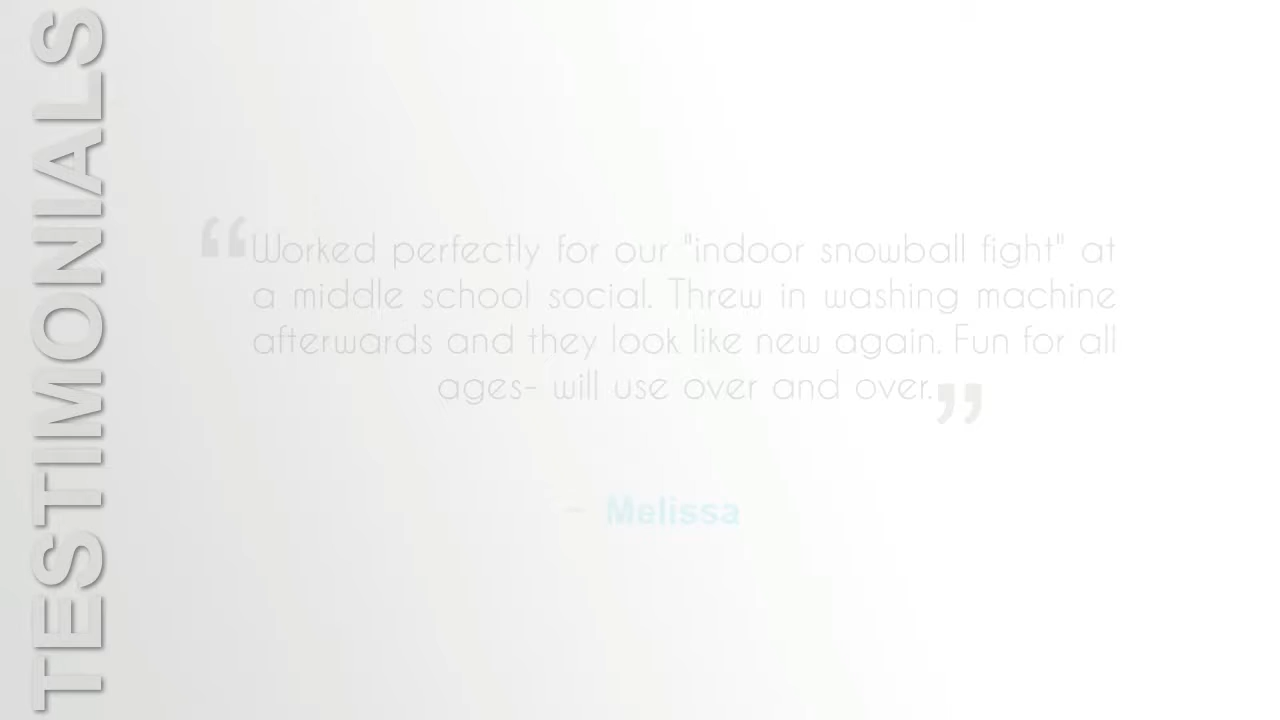 TESTIMONIALS
“Worked perfectly for our "indoor snowball fight" at
a middle school social. Threw in washing machine
afterwards and they look like new again. Fun for all
ages- will use over and over.”
– Melissa